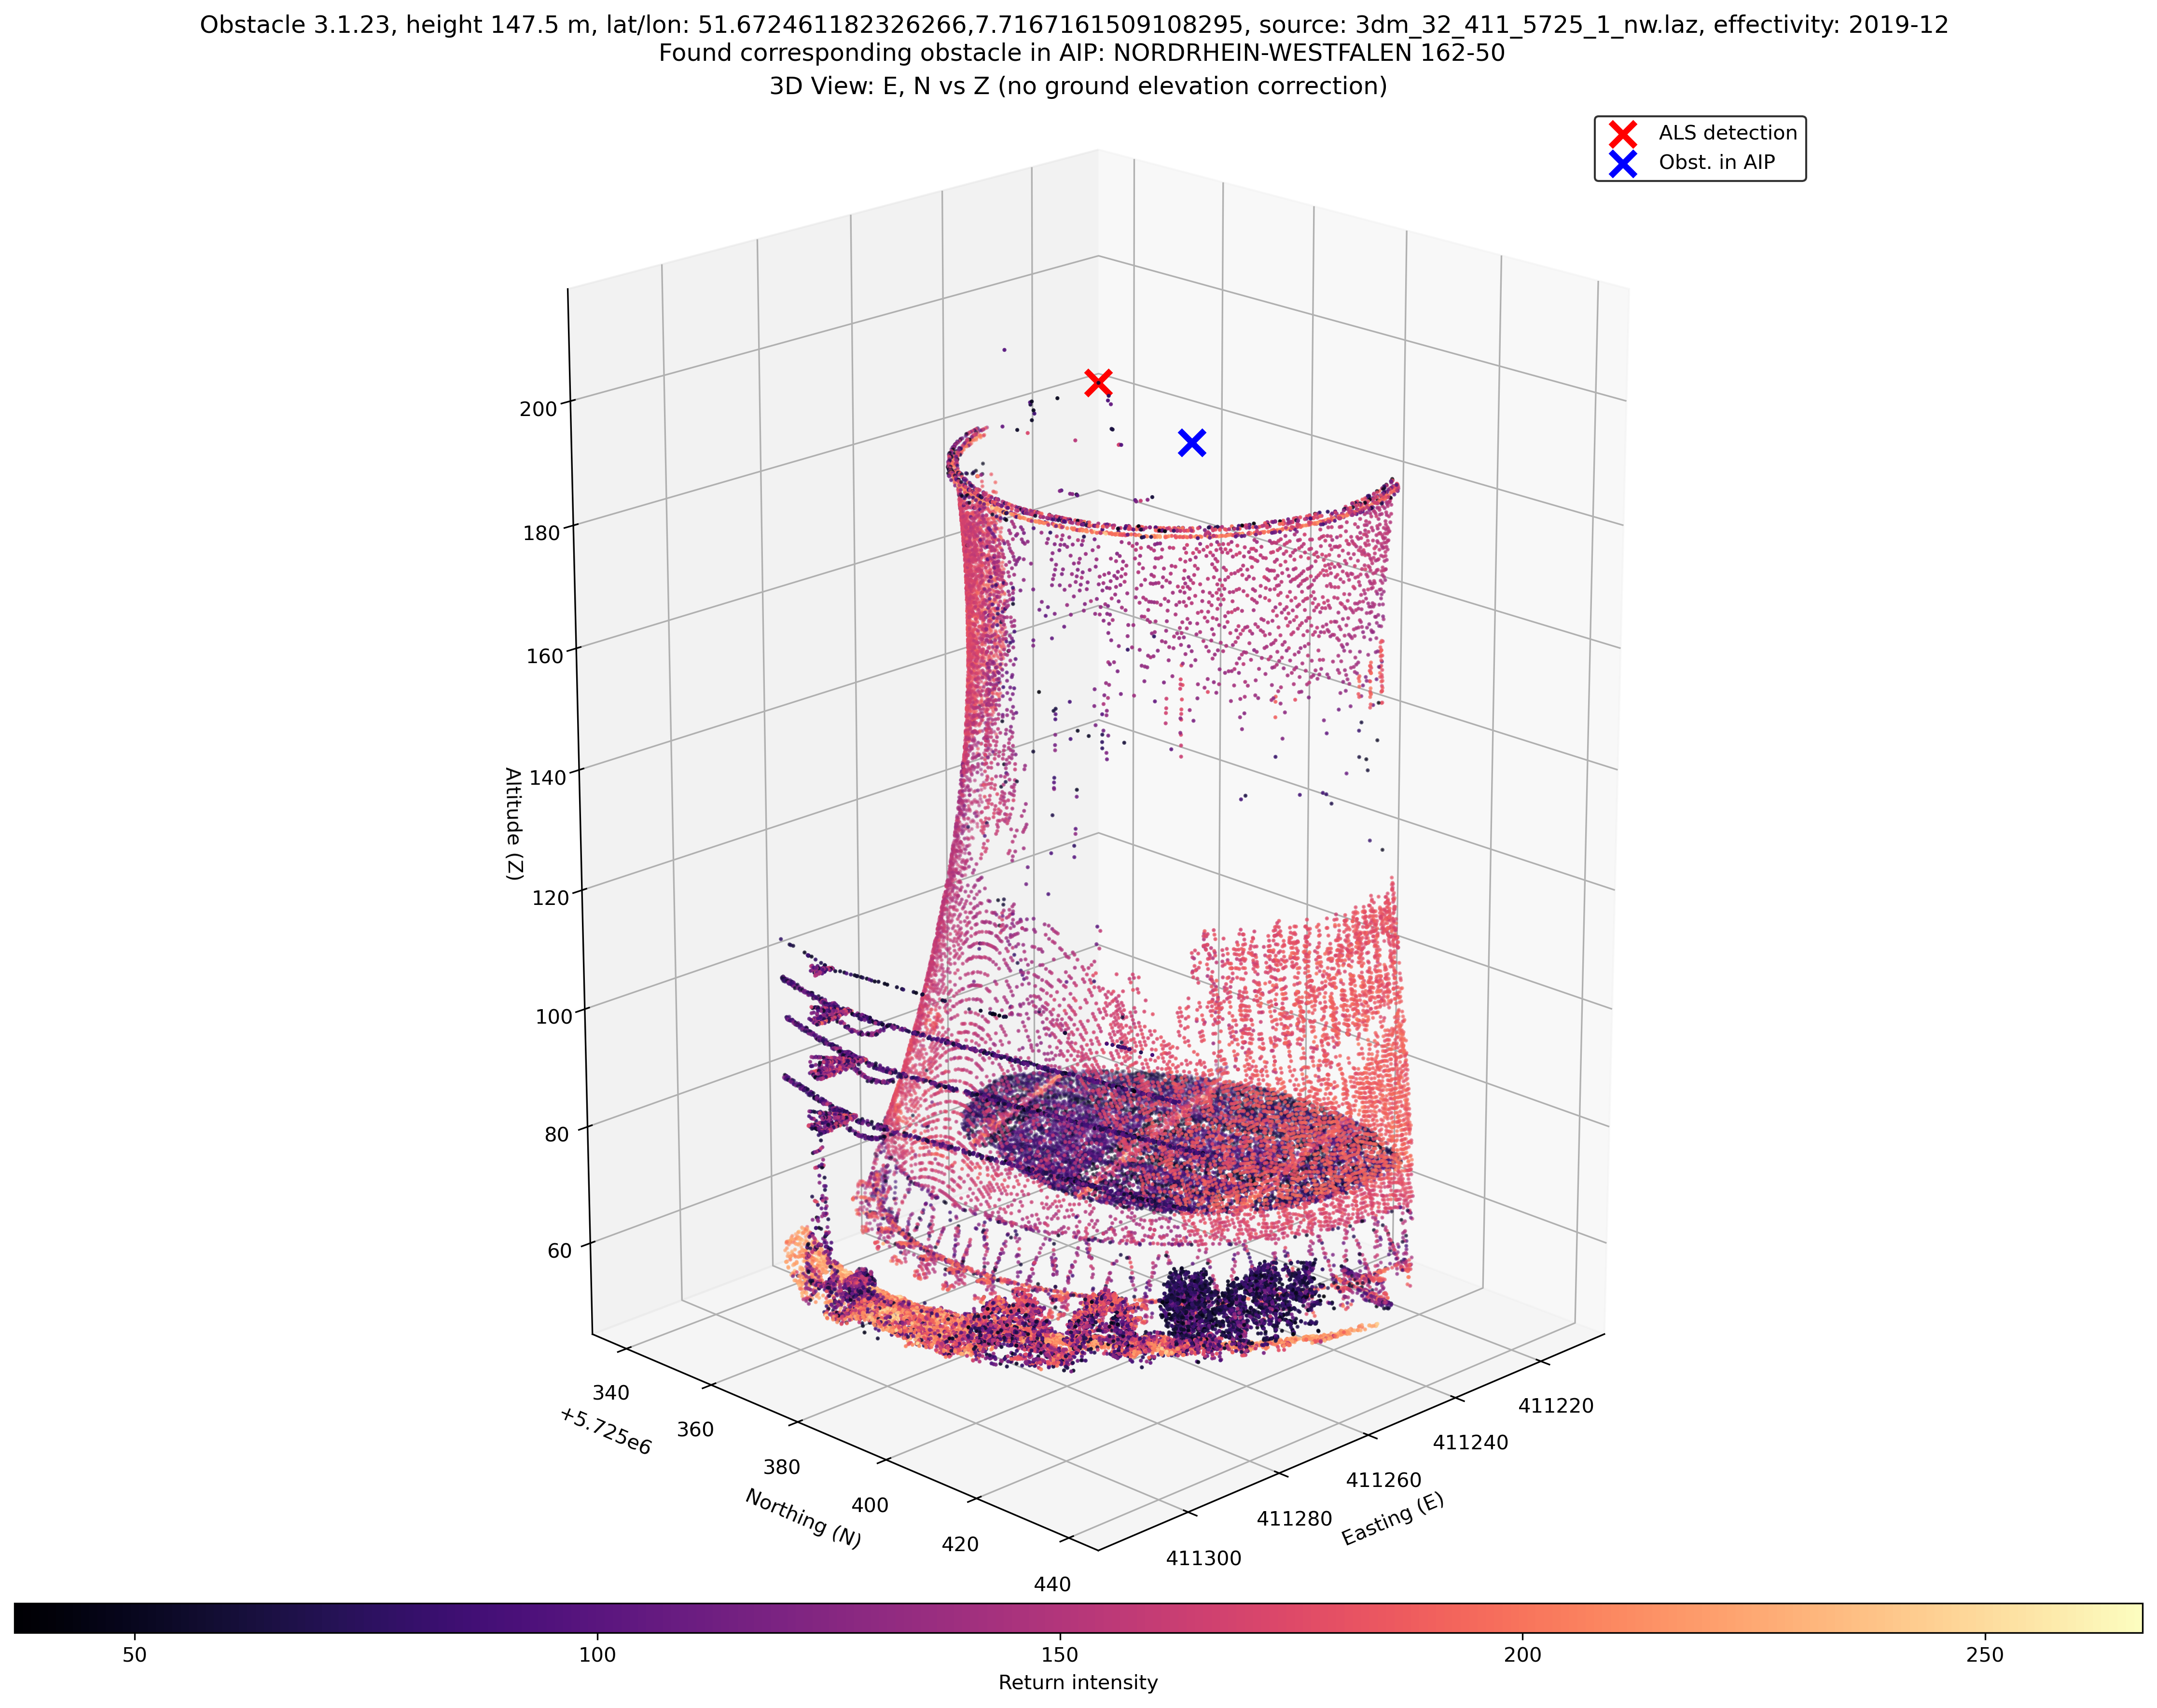 Obstacle 3.1.23, height 147.5 m, lat/lon: 51.672461182326266,7.7167161509108295, source: 3dm_32_411_5725_1_nw.laz, effectivity: 2019-12
Found corresponding obstacle in AIP: NORDRHEIN-WESTFALEN 162-50
3D View: E, N vs Z (no ground elevation correction)
ALS detection
Obst. in AIP
200
180
160
140
120
100
80
60
Altitude (Z)
340
360
380
400
420
440
+5.725e6
Northing (N)
411220
411240
411260
411280
411300
Easting (E)
50
100
150
200
250
Return intensity